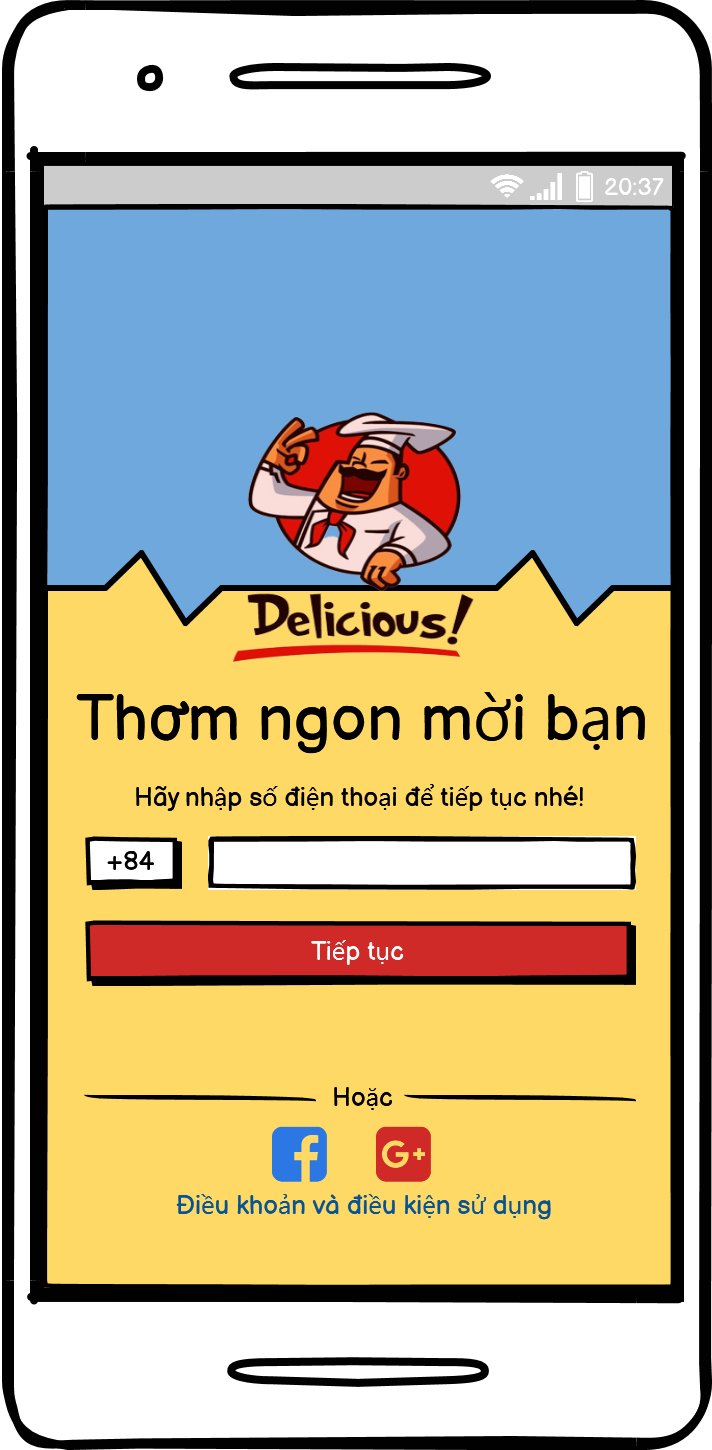 20:37
Delicious!
Thơm ngon mời bạn
Hãy nhập số điện thoại để tiếp tục nhé!
+84
Tiếp tục
Hoặc
f G+
Điều khoản và điều kiện sử dụng